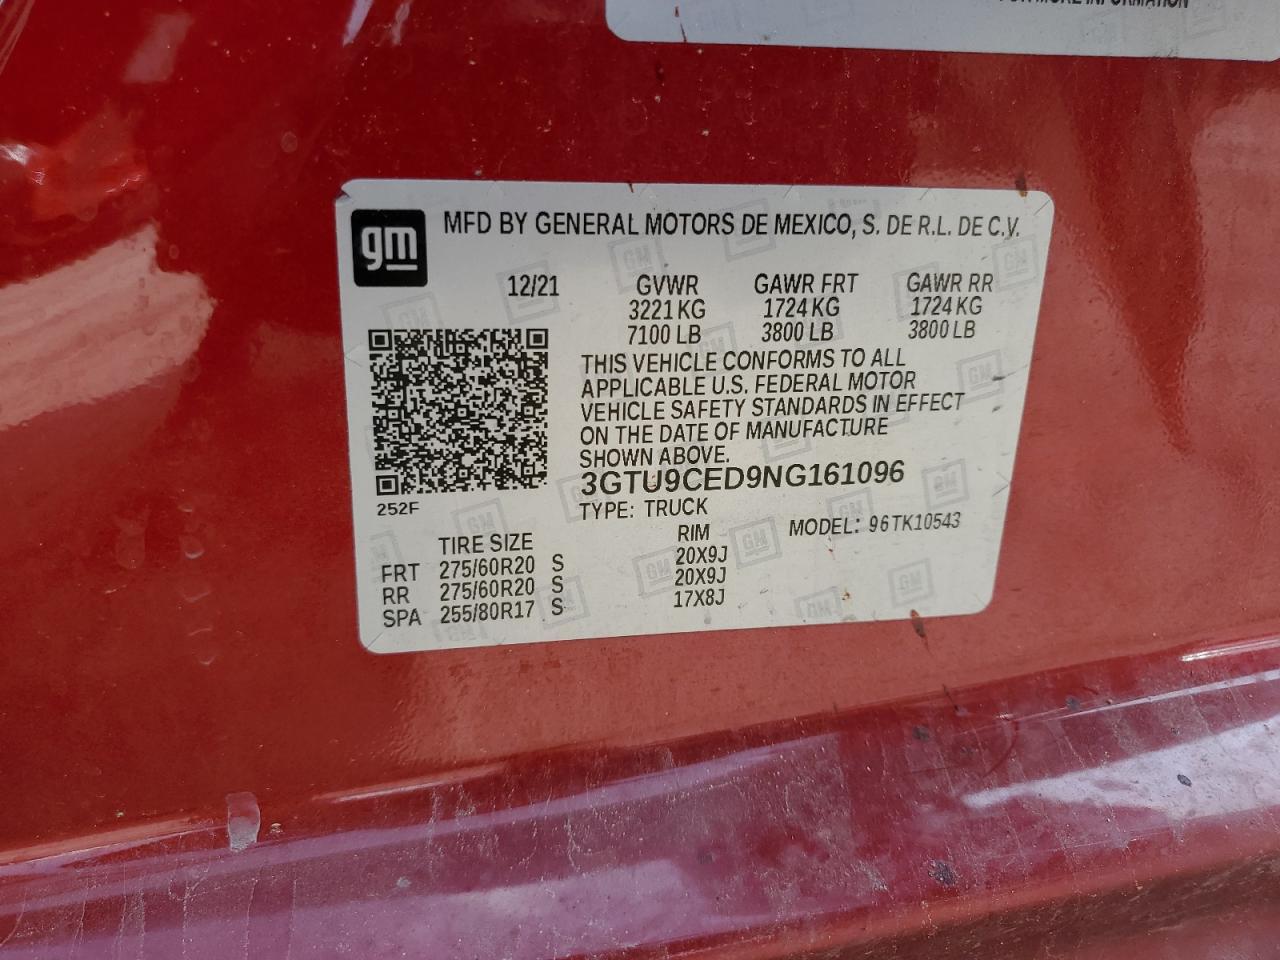 FOR MORE INFORMATION
gm
MFD BY GENERAL MOTORS DE MEXICO, S. DE R.L. DE C.V.
12/21 GVWR GAWR FRT GAWR RR
3221 KG 1724 KG 1724 KG
7100 LB 3800 LB 3800 LB
THIS VEHICLE CONFORMS TO ALL
APPLICABLE U.S. FEDERAL MOTOR
VEHICLE SAFETY STANDARDS IN EFFECT
ON THE DATE OF MANUFACTURE
SHOWN ABOVE.
3GTU9CED9NG161096
252F
TYPE: TRUCK
MODEL: 96TK10543
TIRE SIZE RIM
FRT 275/60R20 S 20X9J
RR 275/60R20 S 20X9J
SPA 255/80R17 S 17X8J